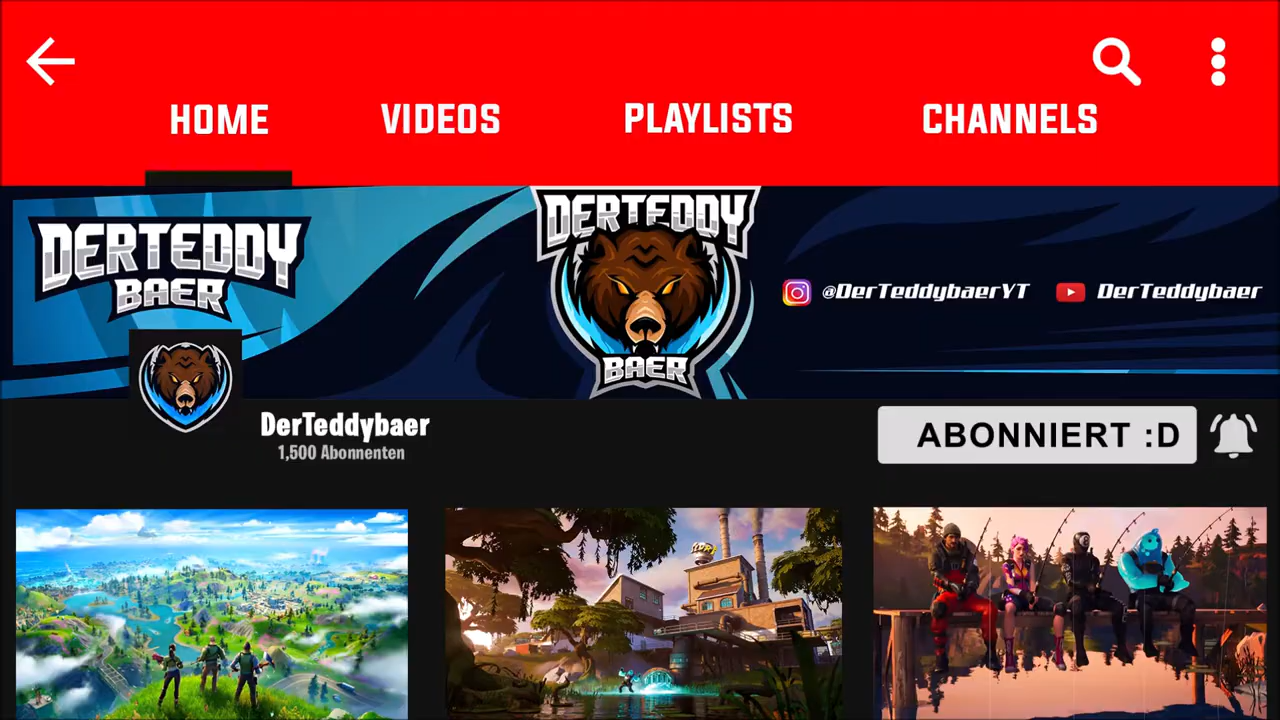 HOME VIDEOS PLAYLISTS CHANNELS
DERTEDDY
BAER
DERTEDDY
BAER
@DerTeddybaerYT DerTeddybaer
DerTeddybaer
1,500 Abonnenten
ABONNIERT :D